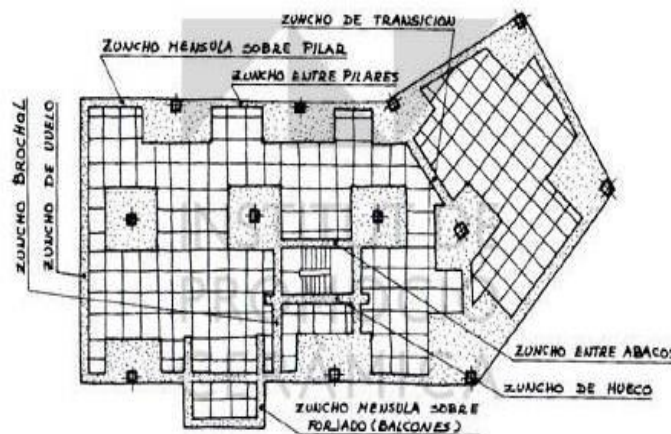 ZUNCHO DE TRANSICION
ZUNCHO MENSULA SOBRE PILAR
ZUNCHO ENTRE PILARES
ZUNCHO BROCHAL
ZUNCHO DE VUELO
ZUNCHO ENTRE ABACOS
ZUNCHO DE HUECO
ZUNCHO MENSULA SOBRE
FORJADO (BALCONES)